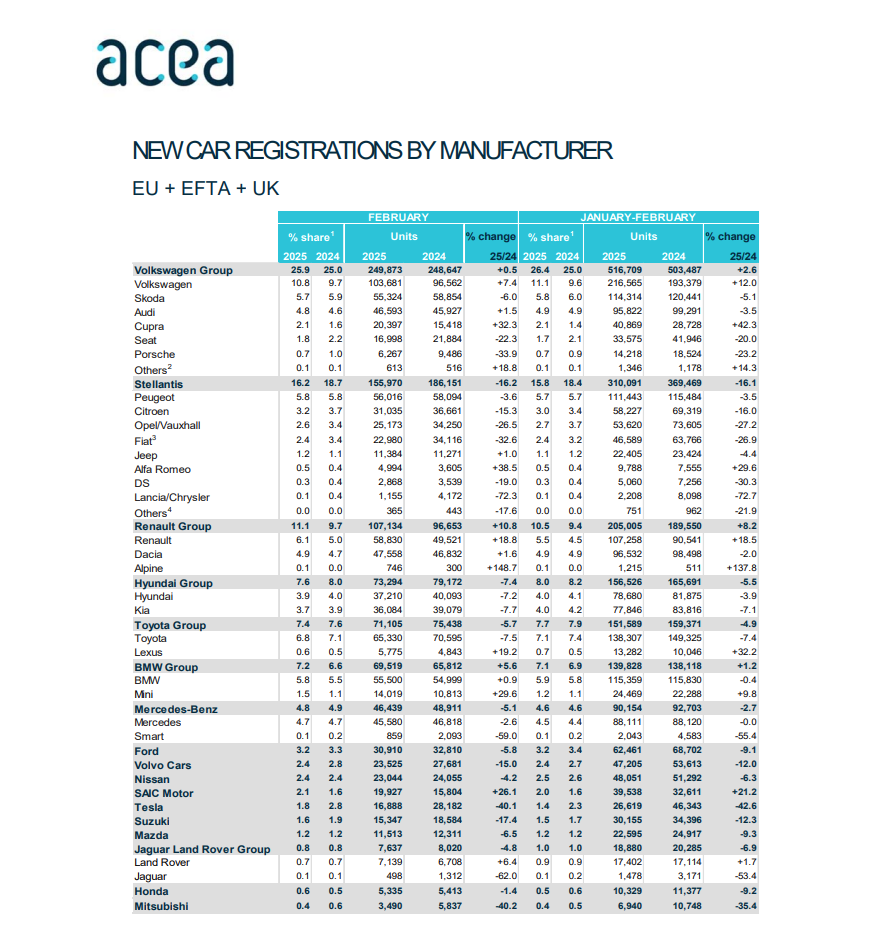 acea
NEW CAR REGISTRATIONS BY MANUFACTURER
EU + EFTA + UK
FEBRUARY JANUARY-FEBRUARY
% share1 Units % change % share1 Units % change
2025 2024 2025 2024 25/24 2025 2024 2025 2024 25/24
Volkswagen Group 25.9 25.0 249,873 248,647 +0.5 26.4 25.0 516,709 503,487 +2.6
Volkswagen 10.8 9.7 103,681 96,562 +7.4 11.1 9.6 216,565 193,379 +12.0
Skoda 5.7 5.9 55,324 58,854 -6.0 5.8 6.0 114,314 120,441 -5.1
Audi 4.8 4.6 46,593 45,927 +1.5 4.9 4.9 95,822 99,291 -3.5
Cupra 2.1 1.6 20,397 15,418 +32.3 2.1 1.4 40,869 28,728 +42.3
Seat 1.8 2.2 16,998 21,884 -22.3 1.7 2.1 33,575 41,946 -20.0
Porsche 0.7 1.0 6,267 9,486 -33.9 0.7 0.9 14,218 18,524 -23.2
Others2 0.1 0.1 613 516 +18.8 0.1 0.1 1,346 1,178 +14.3
Stellantis 16.2 18.7 155,970 186,151 -16.2 15.8 18.4 310,091 369,469 -16.1
Peugeot 5.8 5.8 56,016 58,094 -3.6 5.7 5.7 111,443 115,484 -3.5
Citroen 3.2 3.7 31,035 36,661 -15.3 3.0 3.4 58,227 69,319 -16.0
Opel/Vauxhall 2.6 3.4 25,173 34,250 -26.5 2.7 3.7 53,620 73,605 -27.2
Fiat3 2.4 3.4 22,980 34,116 -32.6 2.4 3.2 46,589 63,766 -26.9
Jeep 1.2 1.1 11,384 11,271 +1.0 1.1 1.2 22,405 23,424 -4.4
Alfa Romeo 0.5 0.4 4,994 3,605 +38.5 0.5 0.4 9,788 7,555 +29.6
DS 0.3 0.4 2,868 3,539 -19.0 0.3 0.4 5,060 7,256 -30.3
Lancia/Chrysler 0.1 0.4 1,155 4,172 -72.3 0.1 0.4 2,208 8,098 -72.7
Others4 0.0 0.0 365 443 -17.6 0.0 0.0 751 962 -21.9
Renault Group 11.1 9.7 107,134 96,653 +10.8 10.5 9.4 205,005 189,550 +8.2
Renault 6.1 5.0 58,830 49,521 +18.8 5.5 4.5 107,258 90,541 +18.5
Dacia 4.9 4.7 47,558 46,832 +1.6 4.9 4.9 96,532 98,498 -2.0
Alpine 0.1 0.0 746 300 +148.7 0.1 0.0 1,215 511 +137.8
Hyundai Group 7.6 8.0 73,294 79,172 -7.4 8.0 8.2 156,526 165,691 -5.5
Hyundai 3.9 4.0 37,210 40,093 -7.2 4.0 4.1 78,680 81,875 -3.9
Kia 3.7 3.9 36,084 39,079 -7.7 4.0 4.2 77,846 83,816 -7.1
Toyota Group 7.4 7.6 71,105 75,438 -5.7 7.7 7.9 151,589 159,371 -4.9
Toyota 6.8 7.1 65,330 70,595 -7.5 7.1 7.4 138,307 149,325 -7.4
Lexus 0.6 0.5 5,775 4,843 +19.2 0.7 0.5 13,282 10,046 +32.2
BMW Group 7.2 6.6 69,519 65,812 +5.6 7.1 6.9 139,828 138,118 +1.2
BMW 5.8 5.5 55,500 54,999 +0.9 5.9 5.8 115,359 115,830 -0.4
Mini 1.5 1.1 14,019 10,813 +29.6 1.2 1.1 24,469 22,288 +9.8
Mercedes-Benz 4.8 4.9 46,439 48,911 -5.1 4.6 4.6 90,154 92,703 -2.7
Mercedes 4.7 4.7 45,580 46,818 -2.6 4.5 4.4 88,111 88,120 -0.0
Smart 0.1 0.2 859 2,093 -59.0 0.1 0.2 2,043 4,583 -55.4
Ford 3.2 3.3 30,910 32,810 -5.8 3.2 3.4 62,461 68,702 -9.1
Volvo Cars 2.4 2.8 23,525 27,681 -15.0 2.4 2.7 47,205 53,613 -12.0
Nissan 2.4 2.4 23,044 24,055 -4.2 2.5 2.6 48,051 51,292 -6.3
SAIC Motor 2.1 1.6 19,927 15,804 +26.1 2.0 1.6 39,538 32,611 +21.2
Tesla 1.8 2.8 16,888 28,182 -40.1 1.4 2.3 26,619 46,343 -42.6
Suzuki 1.6 1.9 15,347 18,584 -17.4 1.5 1.7 30,155 34,396 -12.3
Mazda 1.2 1.2 11,513 12,311 -6.5 1.2 1.2 22,595 24,917 -9.3
Jaguar Land Rover Group 0.8 0.8 7,637 8,020 -4.8 1.0 1.0 18,880 20,285 -6.9
Land Rover 0.7 0.7 7,139 6,708 +6.4 0.9 0.9 17,402 17,114 +1.7
Jaguar 0.1 0.1 498 1,312 -62.0 0.1 0.2 1,478 3,171 -53.4
Honda 0.6 0.5 5,335 5,413 -1.4 0.5 0.6 10,329 11,377 -9.2
Mitsubishi 0.4 0.6 3,490 5,837 -40.2 0.4 0.5 6,940 10,748 -35.4